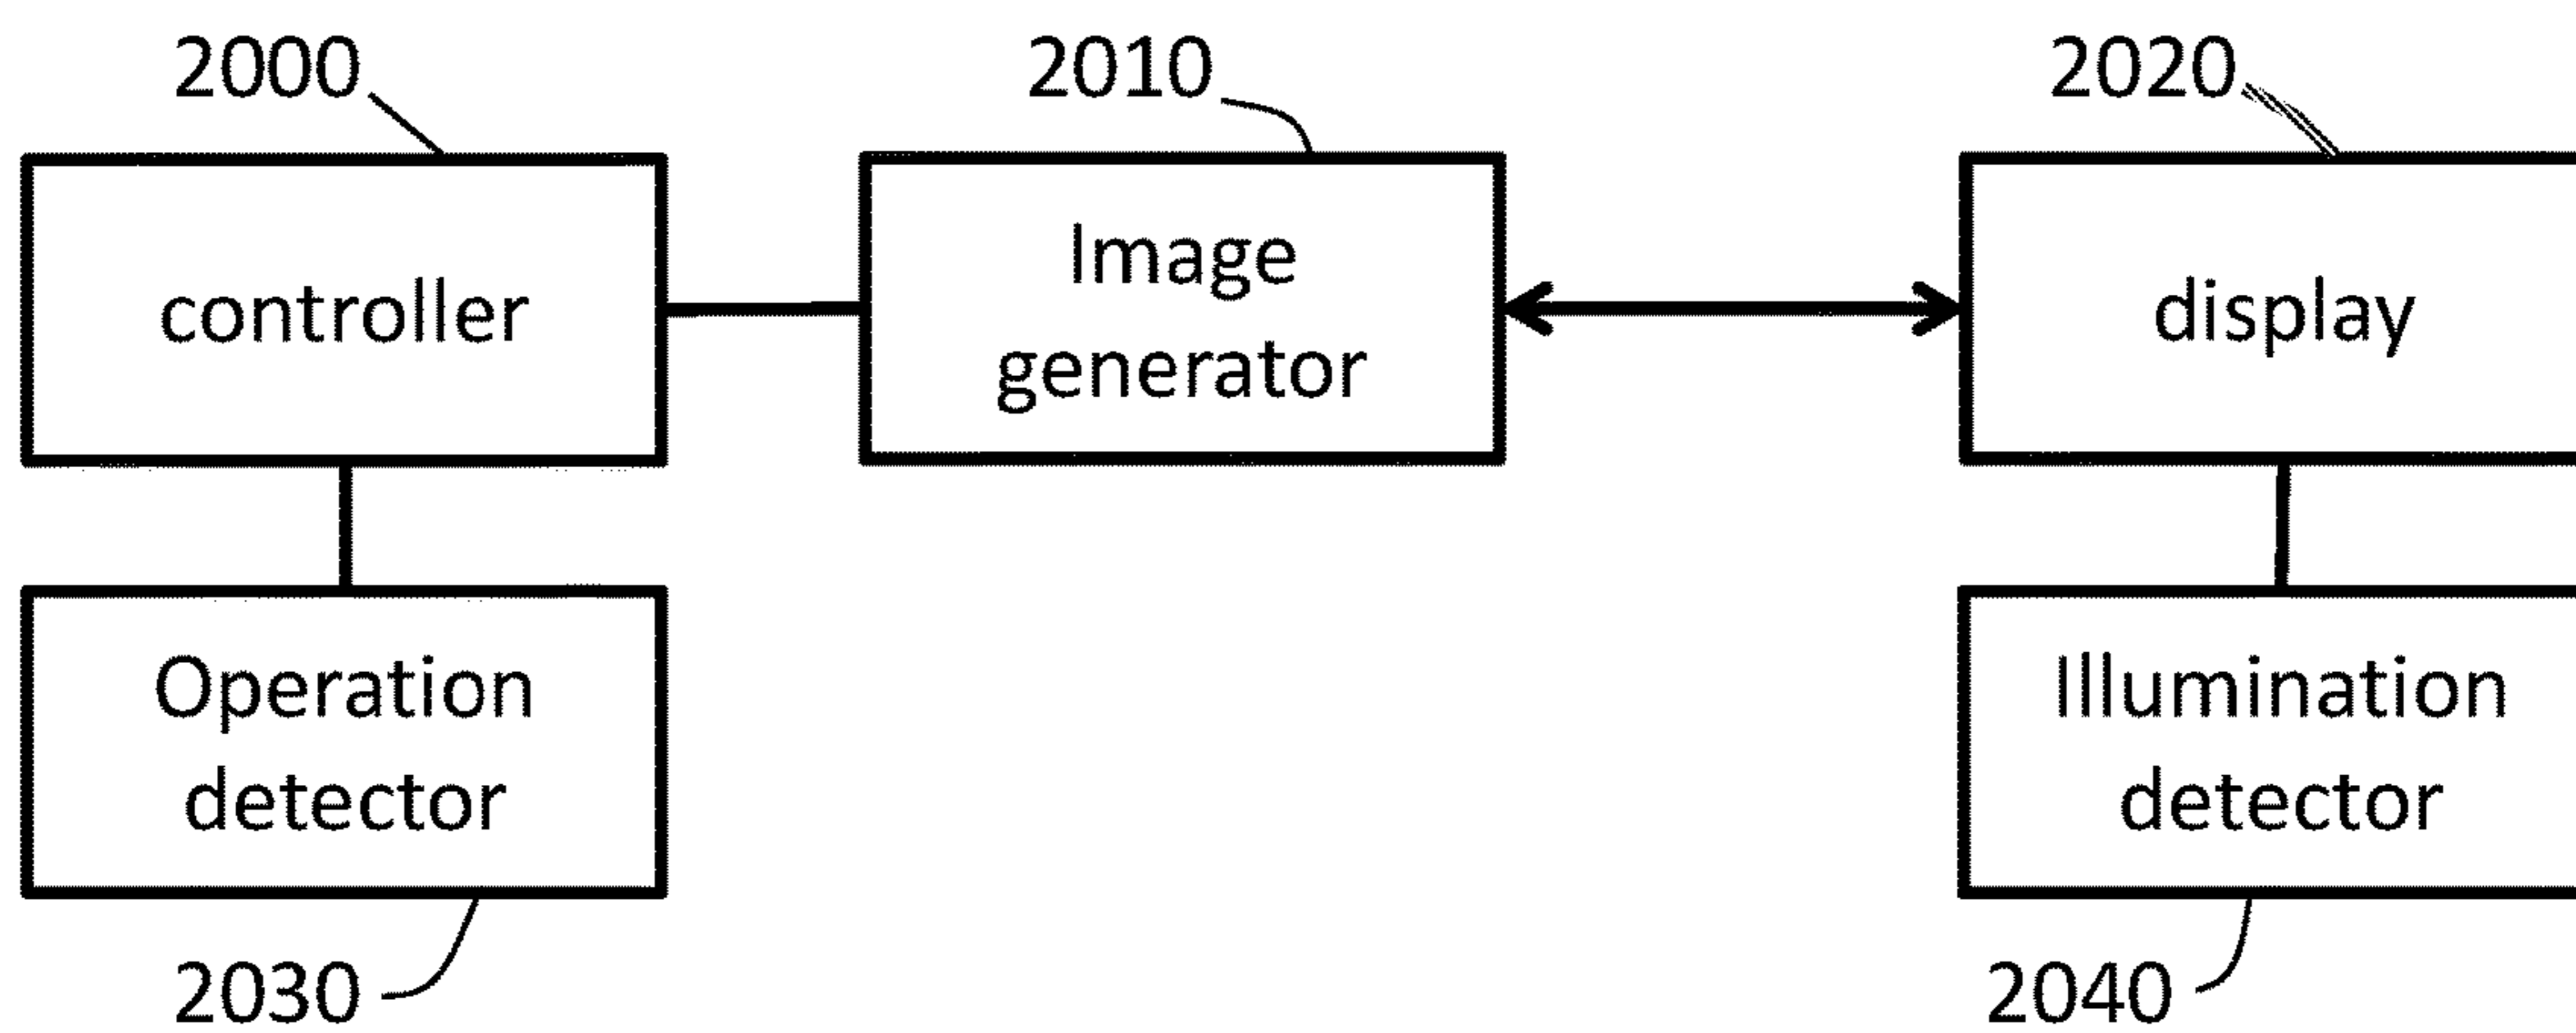 2000
2010
2020
controller
Image
generator
display
Operation
detector
Illumination
detector
2030
2040